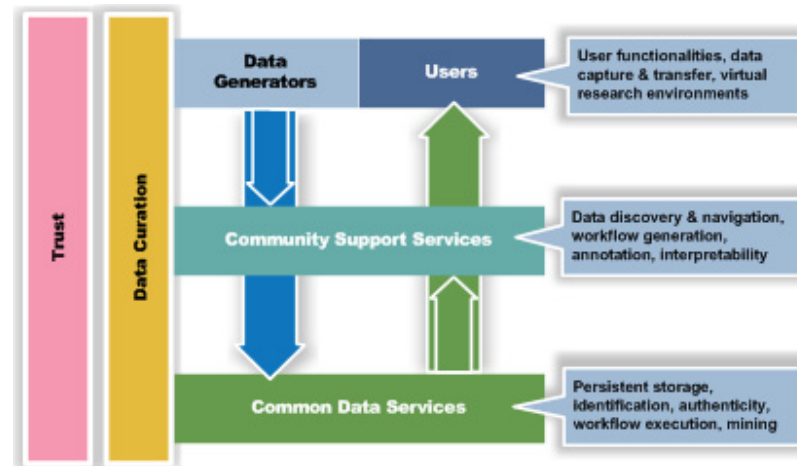 Trust
Data Curation
Data
Generators
Users
User functionalities, data
capture & transfer, virtual
research environments
Community Support Services
Data discovery & navigation,
workflow generation,
annotation, interpretability
Common Data Services
Persistent storage,
identification, authenticity,
workflow execution, mining